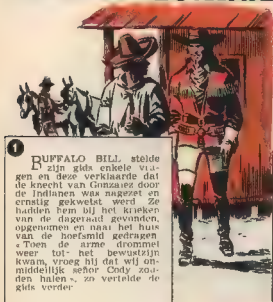 1
BUFFALO BILL stelde
zijn gids enkele vra-
gen en deze verklaarde dat
de knecht van Gonzalez door
de Indianen was nagezet en
ernstig gekwetst werd Ze
hadden hem bij het krieken
van de dageraad gevonden,
opgenomen en naar het huis
van de hoefsmid gedragen
« Toen de arme drommel
weer tot het bewustzijn
kwam, vroeg hij dat wij on-
middellijk señor Cody zou-
den halen », zo vertelde de
gids verder